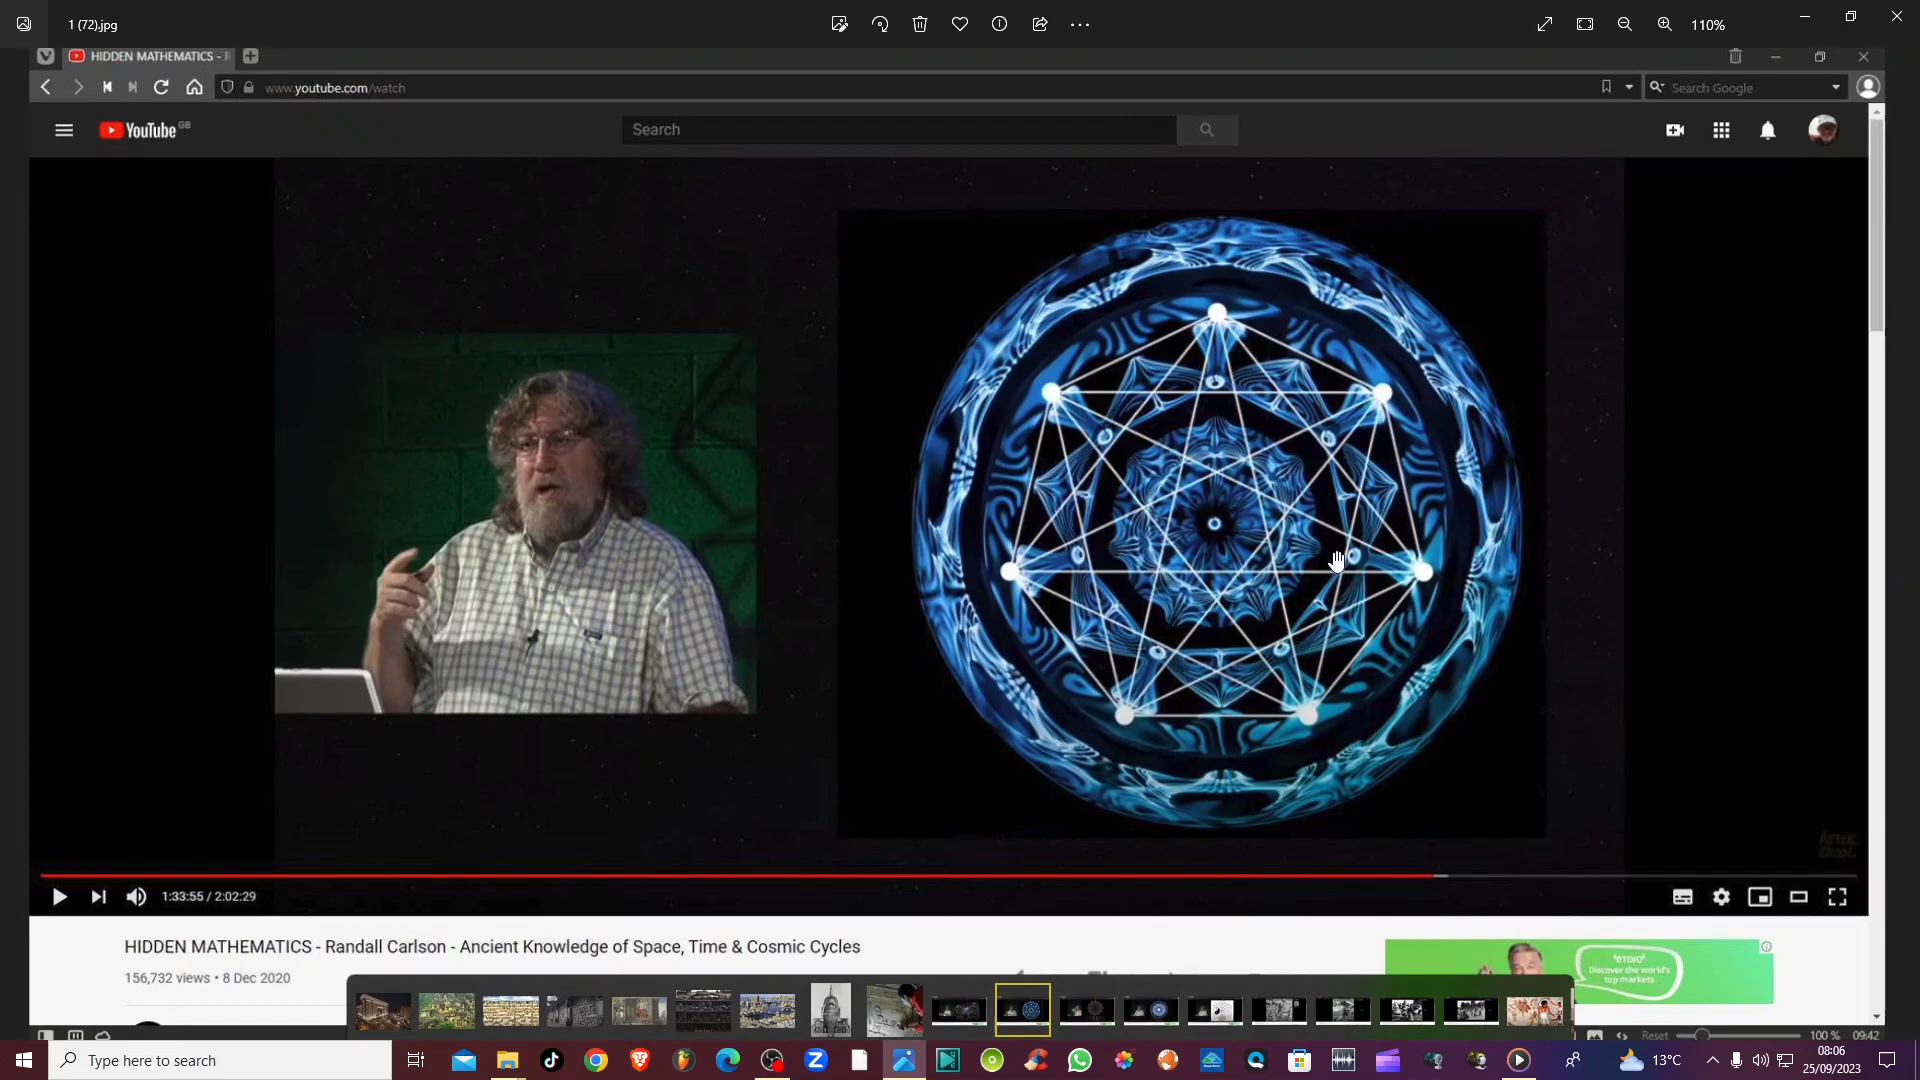 1 (72).jpg
110%
HIDDEN MATHEMATICS - R
www.youtube.com/watch
Search Google
YouTube GB
Search
AFTER SKOOL
1:33:55 / 2:02:29
HIDDEN MATHEMATICS - Randall Carlson - Ancient Knowledge of Space, Time & Cosmic Cycles
156,732 views • 8 Dec 2020
eToro
Discover the world's
top markets
Reset
100 %
09:42
Type here to search
13°C
08:06
25/09/2023